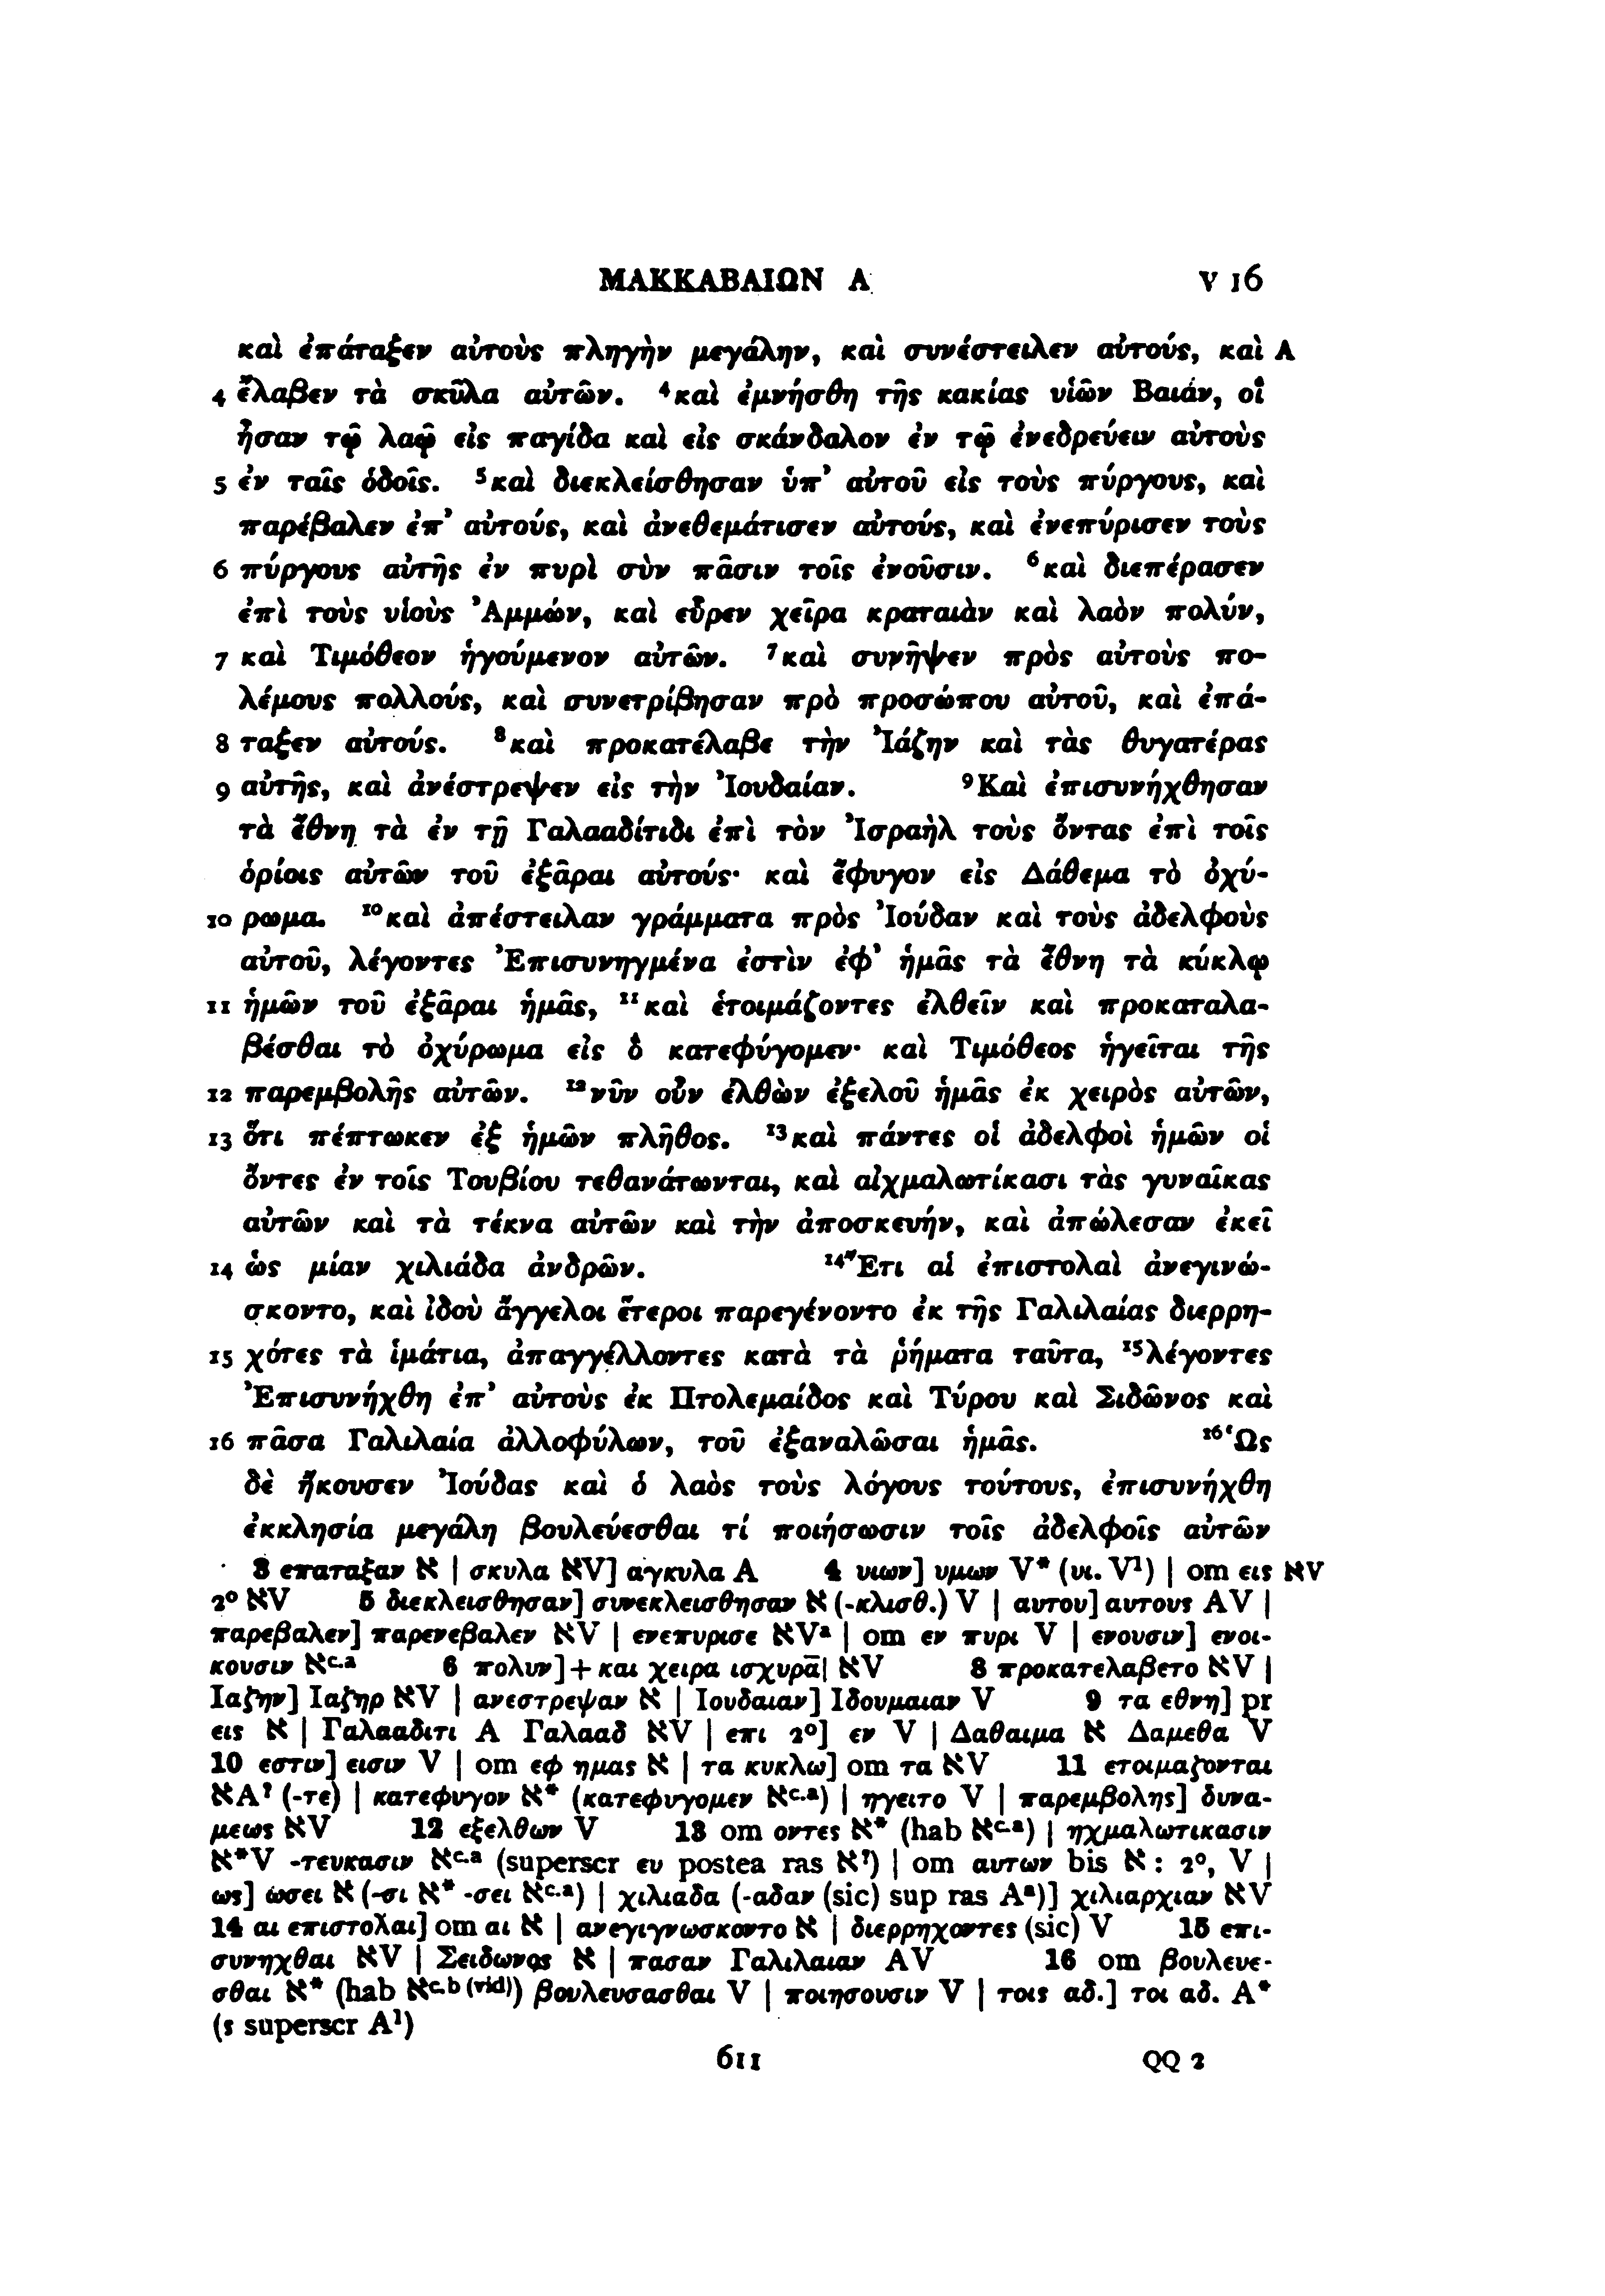 ΜΑΚΚΑΒΑΙΩΝ Α V 16
καὶ ἐπάταξεν αὐτοὺς πληγὴν μεγάλην, καὶ συνέστειλεν αὐτούς, καὶ A
4 ἔλαβεν τὰ σκῦλα αὐτῶν. ⁴καὶ ἐμνήσθη τῆς κακίας υἱῶν Βαιάν, οἳ
ἦσαν τῷ λαῷ εἰς παγίδα καὶ εἰς σκάνδαλον ἐν τῷ ἐνεδρεύειν αὐτοὺς
5 ἐν ταῖς ὁδοῖς. ⁵καὶ διεκλείσθησαν ὑπ’ αὐτοῦ εἰς τοὺς πύργους, καὶ
παρέβαλεν ἐπ’ αὐτούς, καὶ ἀνεθεμάτισεν αὐτούς, καὶ ἐνεπύρισεν τοὺς
6 πύργους αὐτῆς ἐν πυρὶ σὺν πᾶσιν τοῖς ἐνοῦσιν. ⁶καὶ διεπέρασεν
ἐπὶ τοὺς υἱοὺς Ἀμμών, καὶ εὗρεν χεῖρα κραταιὰν καὶ λαὸν πολύν,
7 καὶ Τιμόθεον ἡγούμενον αὐτῶν. ⁷καὶ συνῆψεν πρὸς αὐτοὺς πο-
λέμους πολλούς, καὶ συνετρίβησαν πρὸ προσώπου αὐτοῦ, καὶ ἐπά-
8 ταξεν αὐτούς. ⁸καὶ προκατέλαβε τὴν Ἰάζην καὶ τὰς θυγατέρας
9 αὐτῆς, καὶ ἀνέστρεψεν εἰς τὴν Ἰουδαίαν. ⁹Καὶ ἐπισυνήχθησαν
τὰ ἔθνη τὰ ἐν τῇ Γαλααδίτιδι ἐπὶ τὸν Ἰσραὴλ τοὺς ὄντας ἐπὶ τοῖς
ὁρίοις αὐτῶν τοῦ ἐξᾶραι αὐτούς· καὶ ἔφυγον εἰς Δάθεμα τὸ ὀχύ-
10 ρωμα. ¹⁰καὶ ἀπέστειλαν γράμματα πρὸς Ἰούδαν καὶ τοὺς ἀδελφοὺς
αὐτοῦ, λέγοντες Ἐπισυνηγμένα ἐστὶν ἐφ’ ἡμᾶς τὰ ἔθνη τὰ κύκλῳ
11 ἡμῶν τοῦ ἐξᾶραι ἡμᾶς, ¹¹καὶ ἑτοιμάζοντες ἐλθεῖν καὶ προκαταλα-
βέσθαι τὸ ὀχύρωμα εἰς ὃ κατεφύγομεν· καὶ Τιμόθεος ἡγεῖται τῆς
12 παρεμβολῆς αὐτῶν. ¹²νῦν οὖν ἐλθὼν ἐξελοῦ ἡμᾶς ἐκ χειρὸς αὐτῶν,
13 ὅτι πέπτωκεν ἐξ ἡμῶν πλῆθος. ¹³καὶ πάντες οἱ ἀδελφοὶ ἡμῶν οἱ
ὄντες ἐν τοῖς Τουβίου τεθανάτωνται, καὶ αἰχμαλωτίκασι τὰς γυναῖκας
αὐτῶν καὶ τὰ τέκνα αὐτῶν καὶ τὴν ἀποσκευήν, καὶ ἀπώλεσαν ἐκεῖ
14 ὡς μίαν χιλιάδα ἀνδρῶν. ¹⁴Ἔτι αἱ ἐπιστολαὶ ἀνεγινώ-
σκοντο, καὶ ἰδοὺ ἄγγελοι ἕτεροι παρεγένοντο ἐκ τῆς Γαλιλαίας διερρη-
15 χότες τὰ ἱμάτια, ἀπαγγέλλοντες κατὰ τὰ ῥήματα ταῦτα, ¹⁵λέγοντες
Ἐπισυνήχθη ἐπ’ αὐτοὺς ἐκ Πτολεμαίδος καὶ Τύρου καὶ Σιδῶνος καὶ
16 πᾶσα Γαλιλαία ἀλλοφύλων, τοῦ ἐξαναλῶσαι ἡμᾶς. ¹⁶Ὡς
δὲ ἤκουσεν Ἰούδας καὶ ὁ λαὸς τοὺς λόγους τούτους, ἐπισυνήχθη
ἐκκλησία μεγάλη βουλεύεσθαι τί ποιήσωσιν τοῖς ἀδελφοῖς αὐτῶν
3 επαταξαν א | σκυλα אV] αγκυλα A 4 υιων] υμων V* (υι. V¹) | om εις אV
2° אV 5 διεκλεισθησαν] συνεκλεισθησαν א (-κλισθ.) V | αυτου] αυτους AV |
παρεβαλεν] παρενεβαλεν אV | ενεπυρισε אVᵃ | om εν πυρι V | ενουσιν] ενοι-
κουσιν אᶜ·ᵃ 6 πολυν]+και χειρα ισχυρα̅| אV 8 προκατελαβετο אV |
Ιαζην] Ιαζηρ אV | ανεστρεψαν א | Ιουδαιαν] Ιδουμαιαν V 9 τα εθνη] pr
εις א | Γαλααδιτι A Γαλααδ אV | επι 2°] εν V | Δαθαιμα א Δαμεθα V
10 εστιν] εισιν V | om εφ ημας א | τα κυκλω] om τα אV 11 ετοιμαζονται
אA? (-τε) | κατεφυγον א* (κατεφυγομεν אᶜ·ᵃ) | ηγειτο V | παρεμβολης] δυνα-
μεως אV 12 εξελθων V 13 om οντες א* (hab אᶜ·ᵃ) | ηχμαλωτικασιν
א*V -τευκασιν אᶜ·ᵃ (superscr ευ postea ras א?) | om αυτων bis א : 2°, V |
ως] ωσει א (-σι א* -σει אᶜ·ᵃ) | χιλιαδα (-αδαν (sic) sup ras Aᵃ)] χιλιαρχιαν אV
14 αι επιστολαι] om αι א | ανεγιγνωσκοντο א | διερρηχοντες (sic) V 15 επι-
συνηχθαι אV | Σειδωνος א | πασαν Γαλιλαιαν AV 16 om βουλευε-
σθαι א* (hab אᶜ·ᵇ ⁽ᵛⁱᵈ⁾) βουλευσασθαι V | ποιησουσιν V | τοις αδ.] τοι αδ. A*
(ς superscr A¹)
611 QQ 2